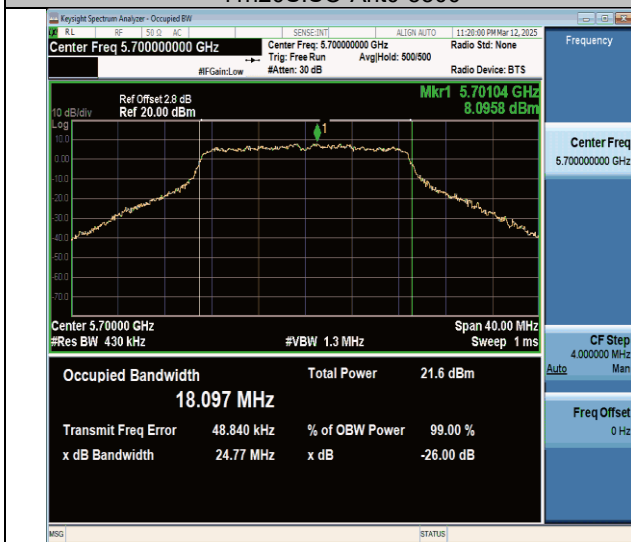 Keysight Spectrum Analyzer - Occupied BW
RL RF 50 Ω AC SENSE:INT ALIGN AUTO 11:20:00 PM Mar 12, 2025
Center Freq 5.700000000 GHz
Center Freq: 5.700000000 GHz Radio Std: None
Trig: Free Run Avg|Hold: 500/500
#IFGain:Low #Atten: 30 dB Radio Device: BTS
Frequency
Mkr1 5.70104 GHz
8.0958 dBm
Ref Offset 2.8 dB
10 dB/div Ref 20.00 dBm
Log
10.0
0.00
-10.0
-20.0
-30.0
-40.0
-50.0
-60.0
-70.0
1
Center 5.70000 GHz Span 40.00 MHz
#Res BW 430 kHz #VBW 1.3 MHz Sweep 1 ms
Center Freq
5.700000000 GHz
CF Step
4.000000 MHz
Auto Man
Freq Offset
0 Hz
Occupied Bandwidth Total Power 21.6 dBm
18.097 MHz
Transmit Freq Error 48.840 kHz % of OBW Power 99.00 %
x dB Bandwidth 24.77 MHz x dB -26.00 dB
MSG STATUS